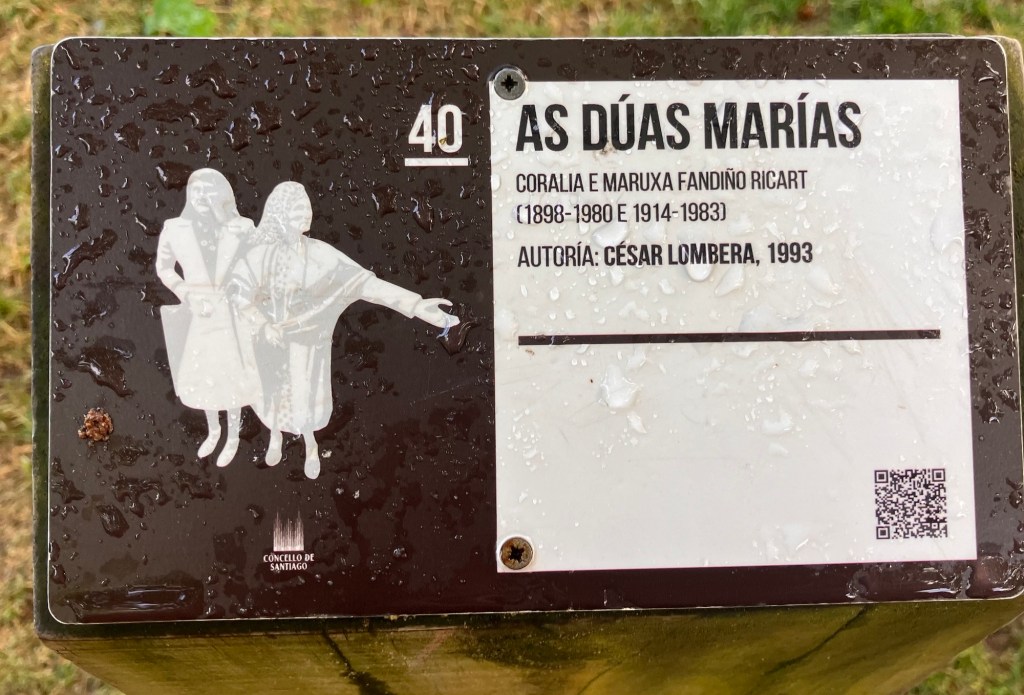 40
AS DÚAS MARÍAS
CORALIA E MARUXA FANDIÑO RICART
(1898-1980 E 1914-1983)
AUTORÍA: CÉSAR LOMBERA, 1993
CONCELLO DE
SANTIAGO